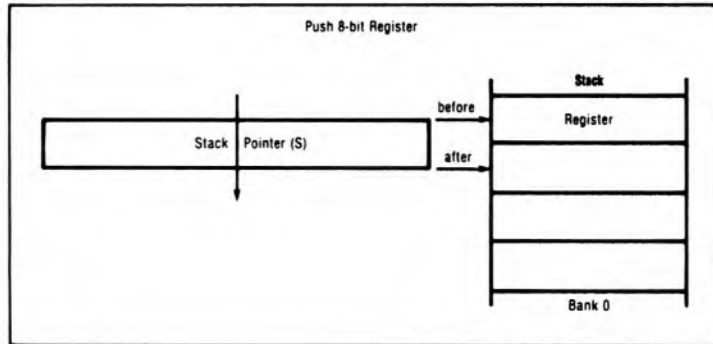 Push 8-bit Register
Stack
before
Register
Stack Pointer (S)
after
Bank 0